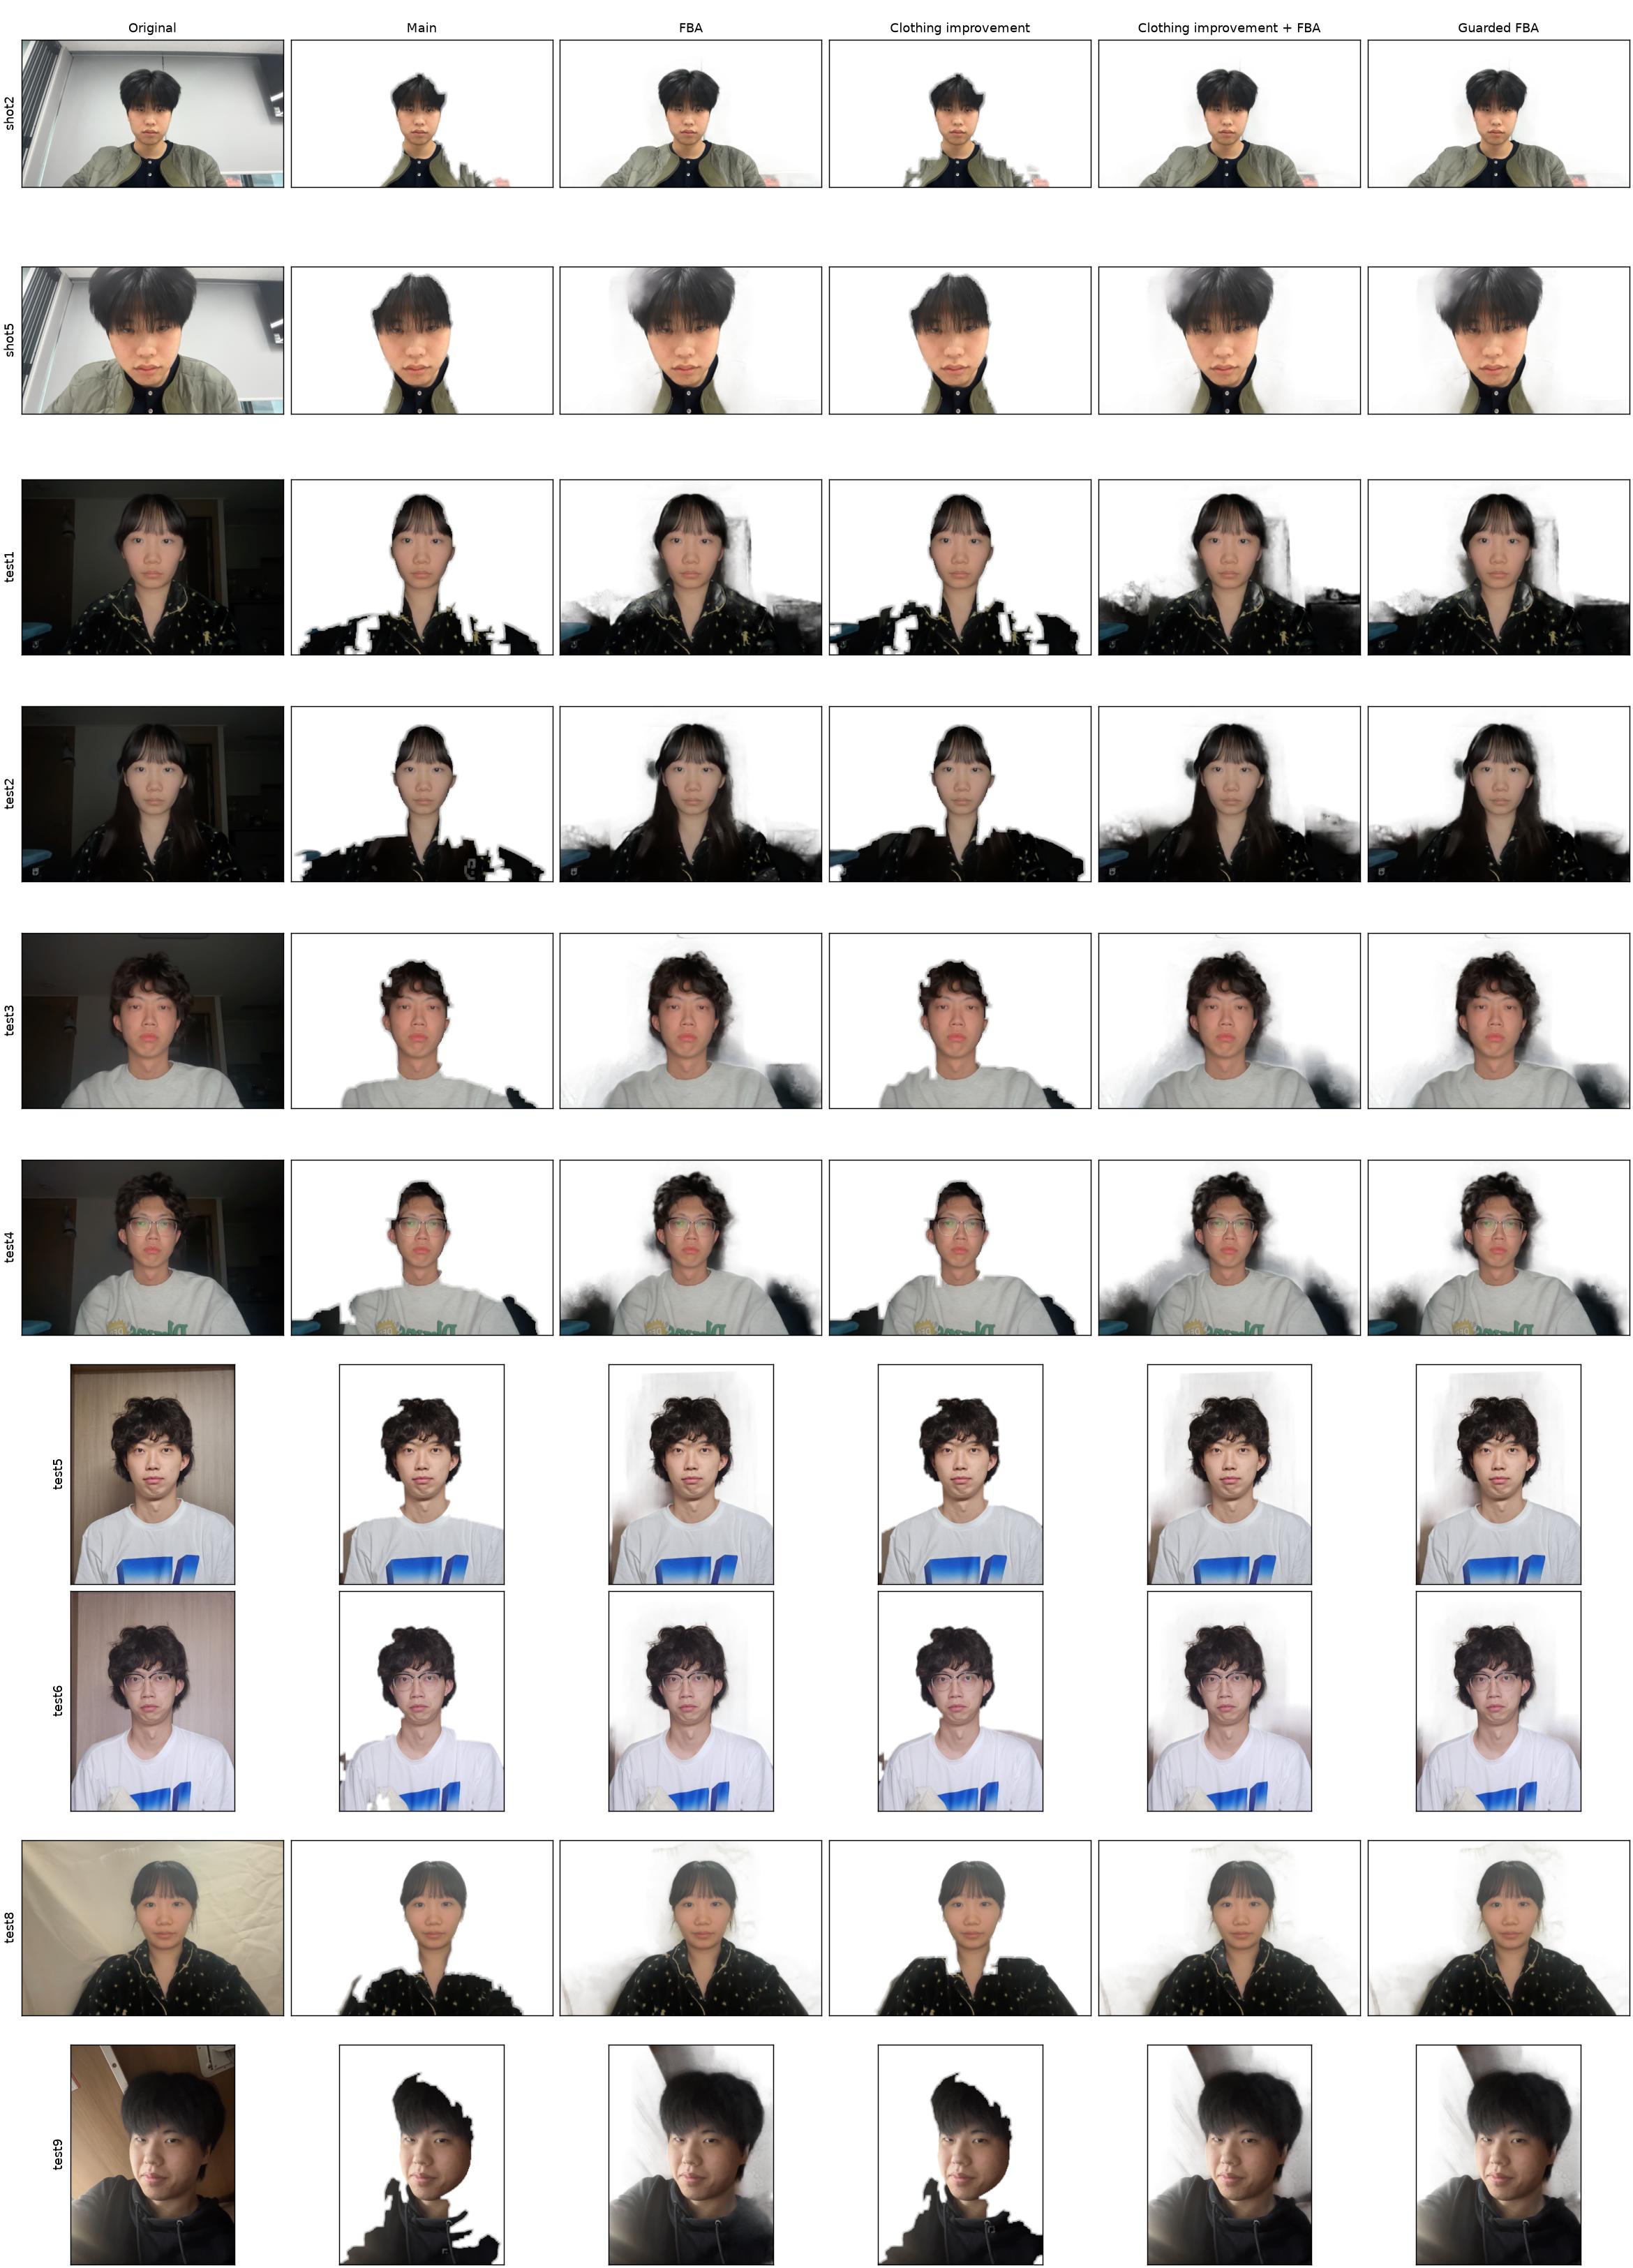 Original Main FBA Clothing improvement Clothing improvement + FBA Guarded FBA
shot2
shot5
test1
test2
test3
test4
test5
test6
test8
test9